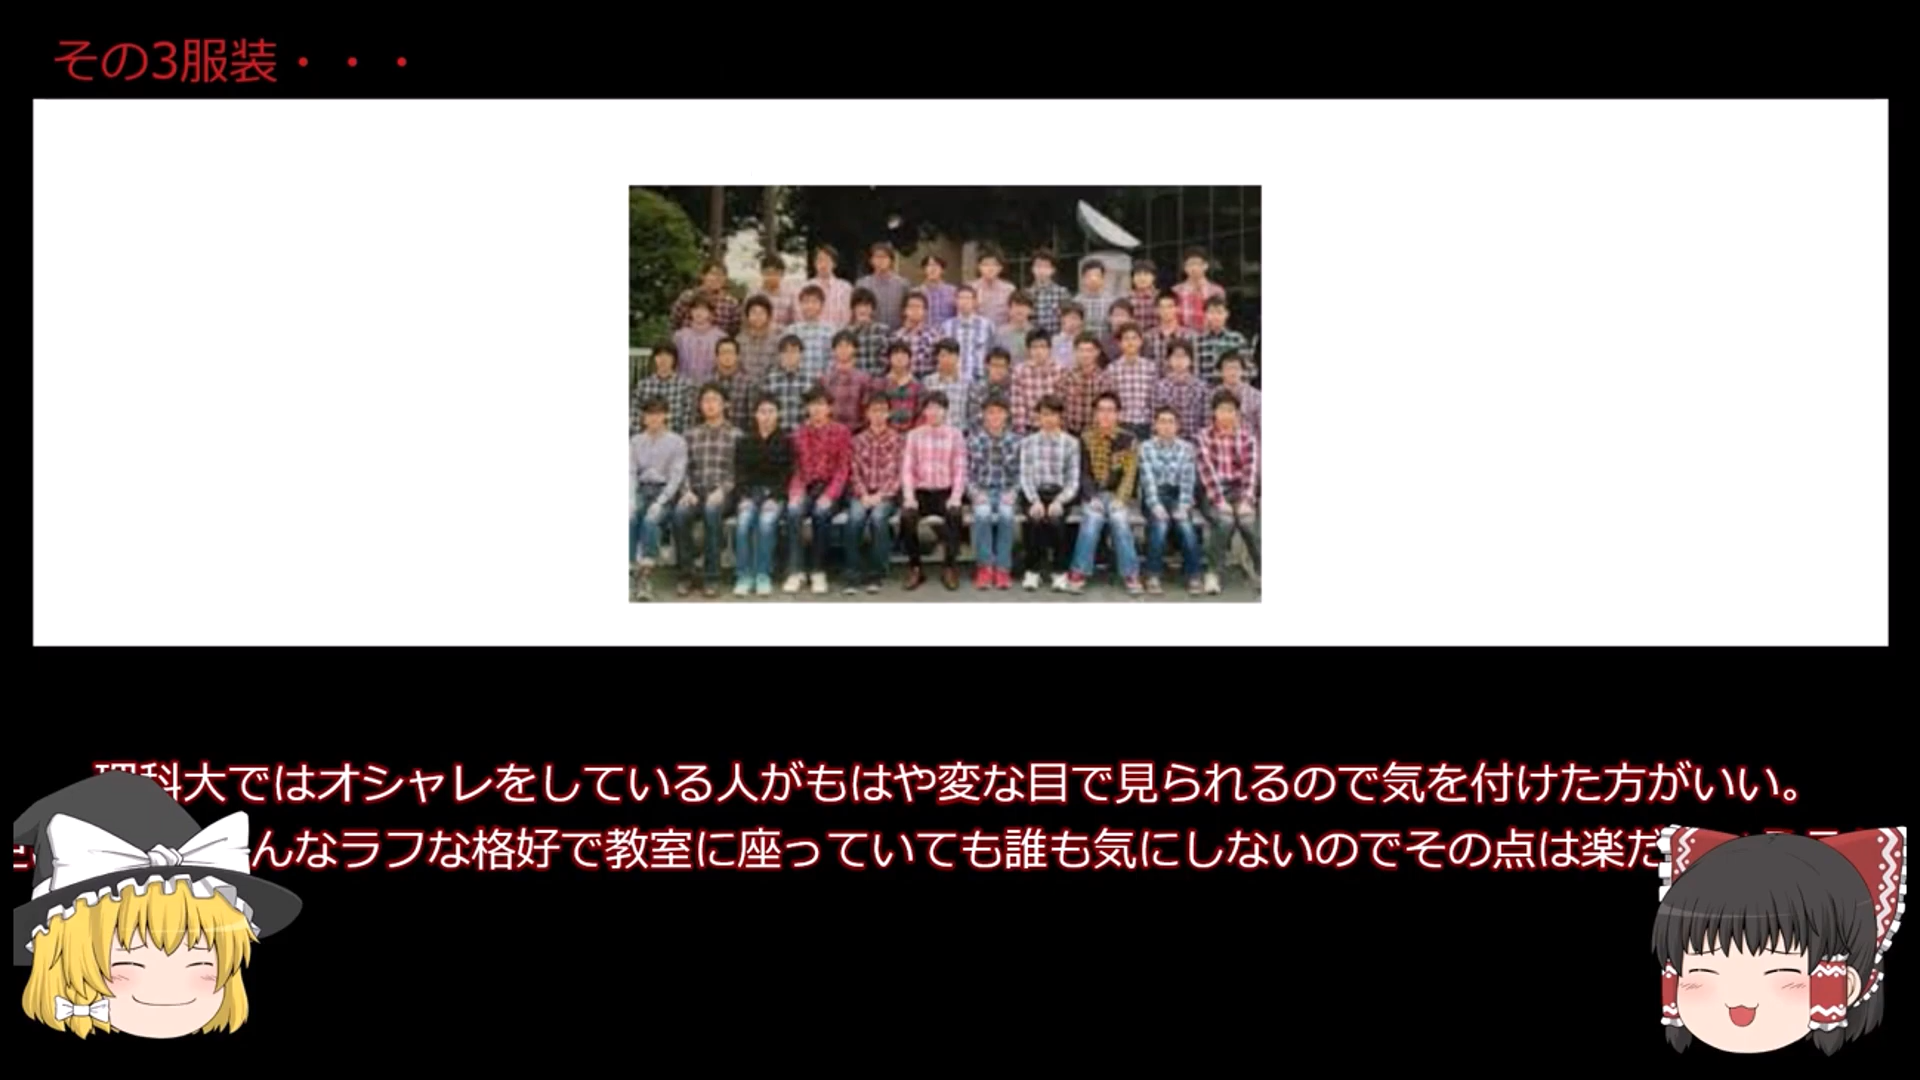 その3服装・・・
理科大ではオシャレをしている人がもはや変な目で見られるので気を付けた方がいい。
んなラフな格好で教室に座っていても誰も気にしないのでその点は楽だ